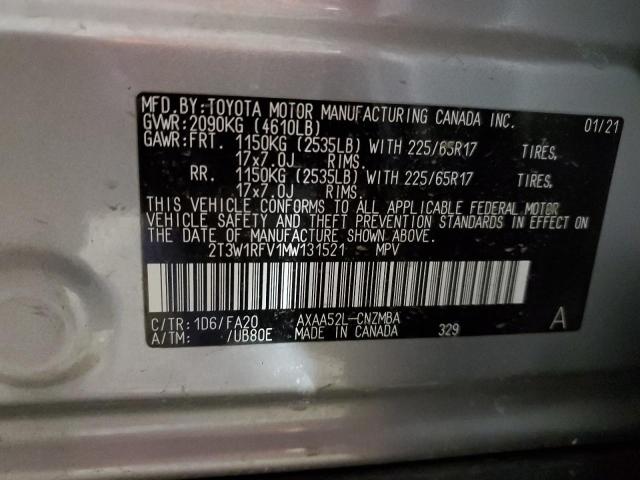 MFD.BY:TOYOTA MOTOR MANUFACTURING CANADA INC. 01/21
GVWR:2090KG (4610LB)
GAWR:FRT. 1150KG (2535LB) WITH 225/65R17 TIRES,
17x7.0J RIMS.
RR. 1150KG (2535LB) WITH 225/65R17 TIRES,
17x7.0J RIMS.
THIS VEHICLE CONFORMS TO ALL APPLICABLE FEDERAL MOTOR
VEHICLE SAFETY AND THEFT PREVENTION STANDARDS IN EFFECT ON
THE DATE OF MANUFACTURE SHOWN ABOVE.
2T3W1RFV1MW131521 MPV
C/TR:1D6/FA20 AXAA52L-CNZMBA A
A/TM: /UB80E MADE IN CANADA 329